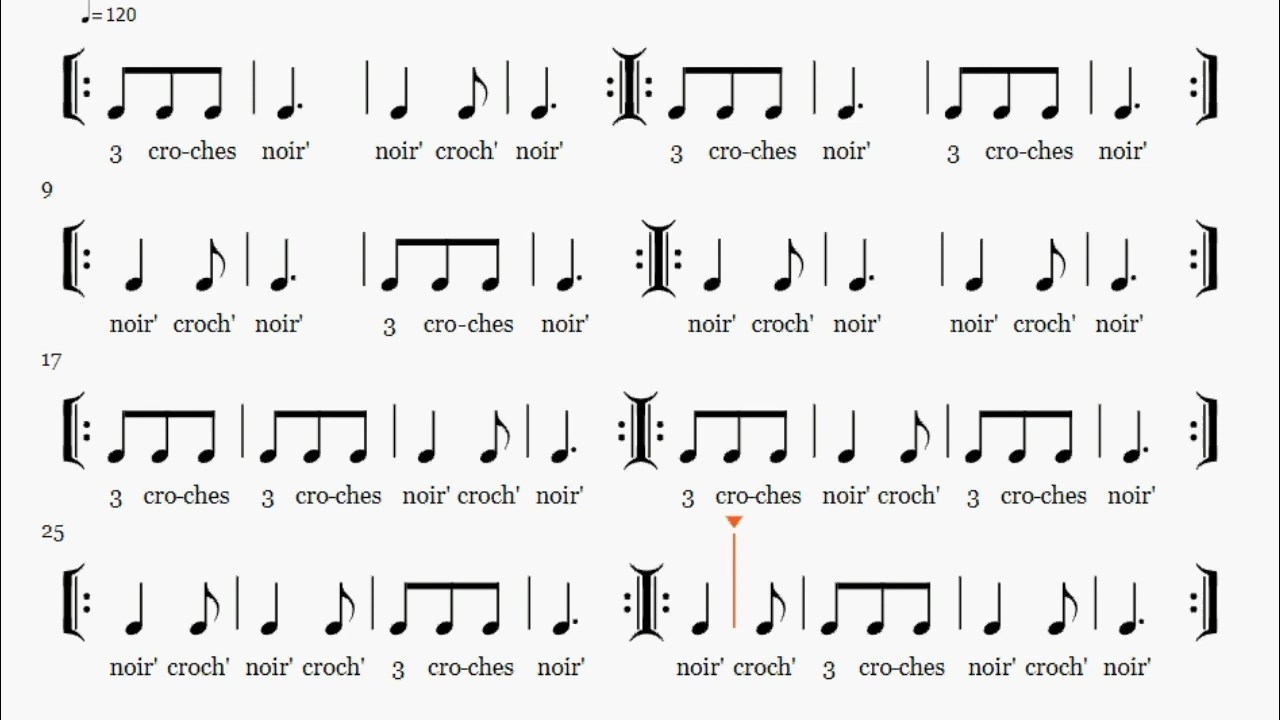 ♩=120
3 cro-ches noir' noir' croch' noir' 3 cro-ches noir' 3 cro-ches noir'
9
noir' croch' noir' 3 cro-ches noir' noir' croch' noir' noir' croch' noir'
17
3 cro-ches 3 cro-ches noir' croch' noir' 3 cro-ches noir' croch' 3 cro-ches noir'
25
noir' croch' noir' croch' 3 cro-ches noir' noir' croch' 3 cro-ches noir' croch' noir'